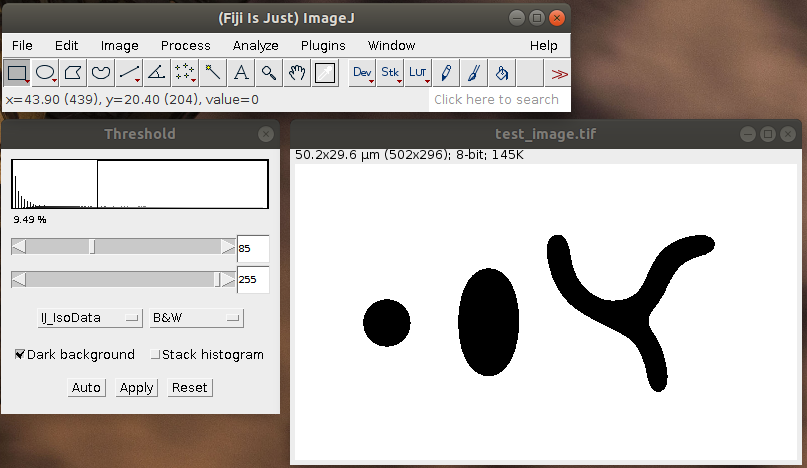 (Fiji Is Just) ImageJ
File Edit Image Process Analyze Plugins Window Help
A Dev Stk LUT >>
x=43.90 (439), y=20.40 (204), value=0 Click here to search
Threshold
9.49 %
85
255
IJ_IsoData B&W
Dark background Stack histogram
Auto Apply Reset
test_image.tif
50.2x29.6 µm (502x296); 8-bit; 145K